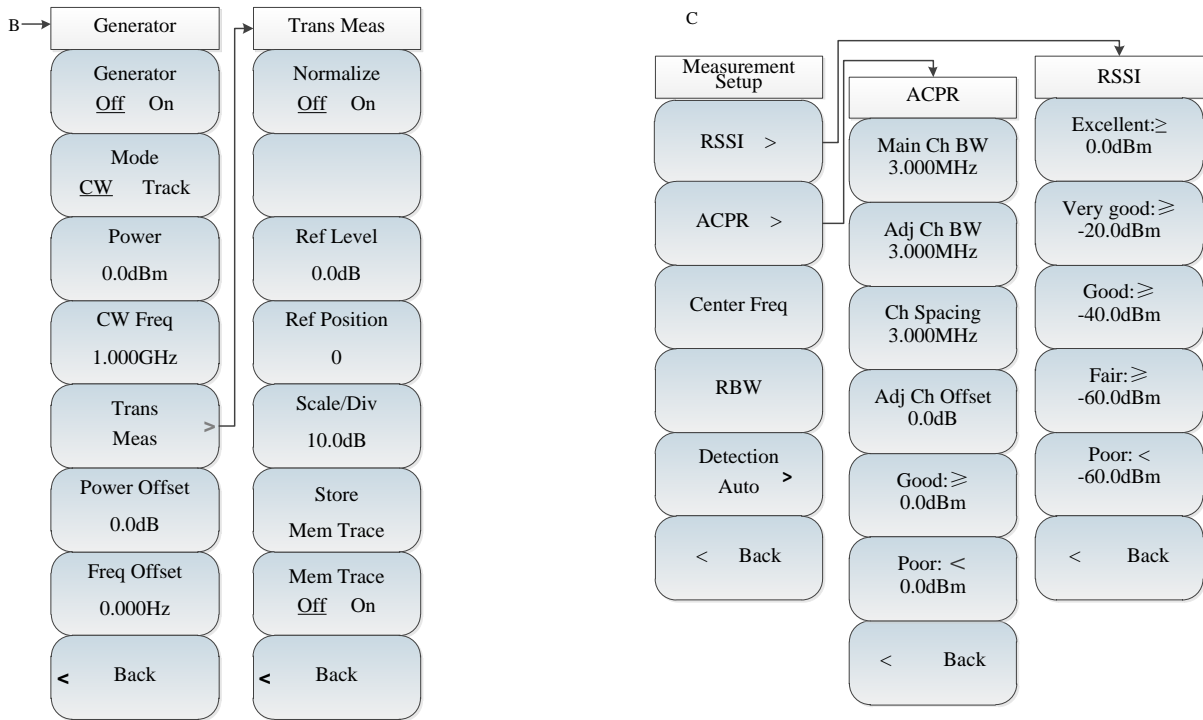 B
Generator
Generator
Off On
Mode
CW Track
Power
0.0dBm
CW Freq
1.000GHz
Trans
Meas >
Power Offset
0.0dB
Freq Offset
0.000Hz
< Back
Trans Meas
Normalize
Off On
Ref Level
0.0dB
Ref Position
0
Scale/Div
10.0dB
Store
Mem Trace
Mem Trace
Off On
< Back
C
Measurement
Setup
RSSI >
ACPR >
Center Freq
RBW
Detection
Auto >
< Back
ACPR
Main Ch BW
3.000MHz
Adj Ch BW
3.000MHz
Ch Spacing
3.000MHz
Adj Ch Offset
0.0dB
Good:≥
0.0dBm
Poor: <
0.0dBm
< Back
RSSI
Excellent:≥
0.0dBm
Very good:≥
-20.0dBm
Good:≥
-40.0dBm
Fair:≥
-60.0dBm
Poor: <
-60.0dBm
< Back